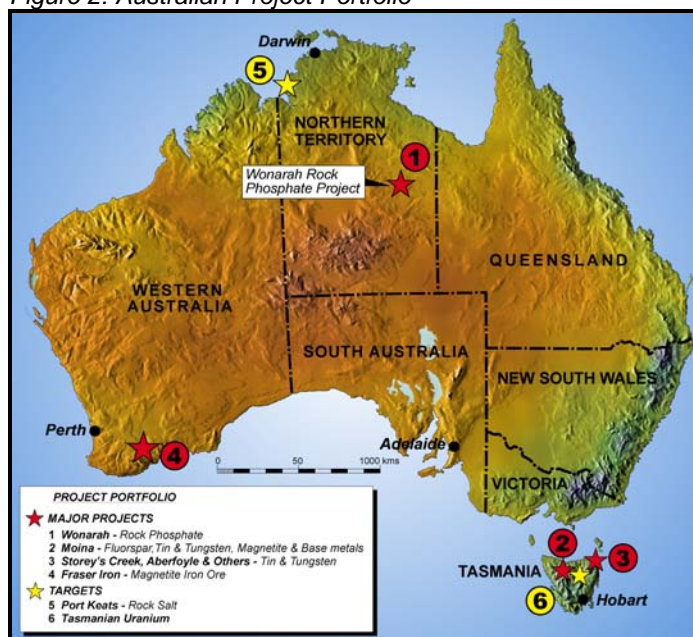 Figure 2: Australian Project Portfolio
Darwin
5
NORTHERN
TERRITORY
1
Wonarah Rock
Phosphate Project
QUEENSLAND
WESTERN
AUSTRALIA
SOUTH AUSTRALIA
NEW SOUTH WALES
Perth
4
Adelaide
0 50 1000 kms
VICTORIA
PROJECT PORTFOLIO
MAJOR PROJECTS
1 Wonarah - Rock Phosphate
2 Moina - Fluorspar,Tin & Tungsten, Magnetite & Base metals
3 Storey's Creek, Aberfoyle & Others - Tin & Tungsten
4 Fraser Iron - Magnetite Iron Ore
TARGETS
5 Port Keats - Rock Salt
6 Tasmanian Uranium
2
3
TASMANIA
6
Hobart